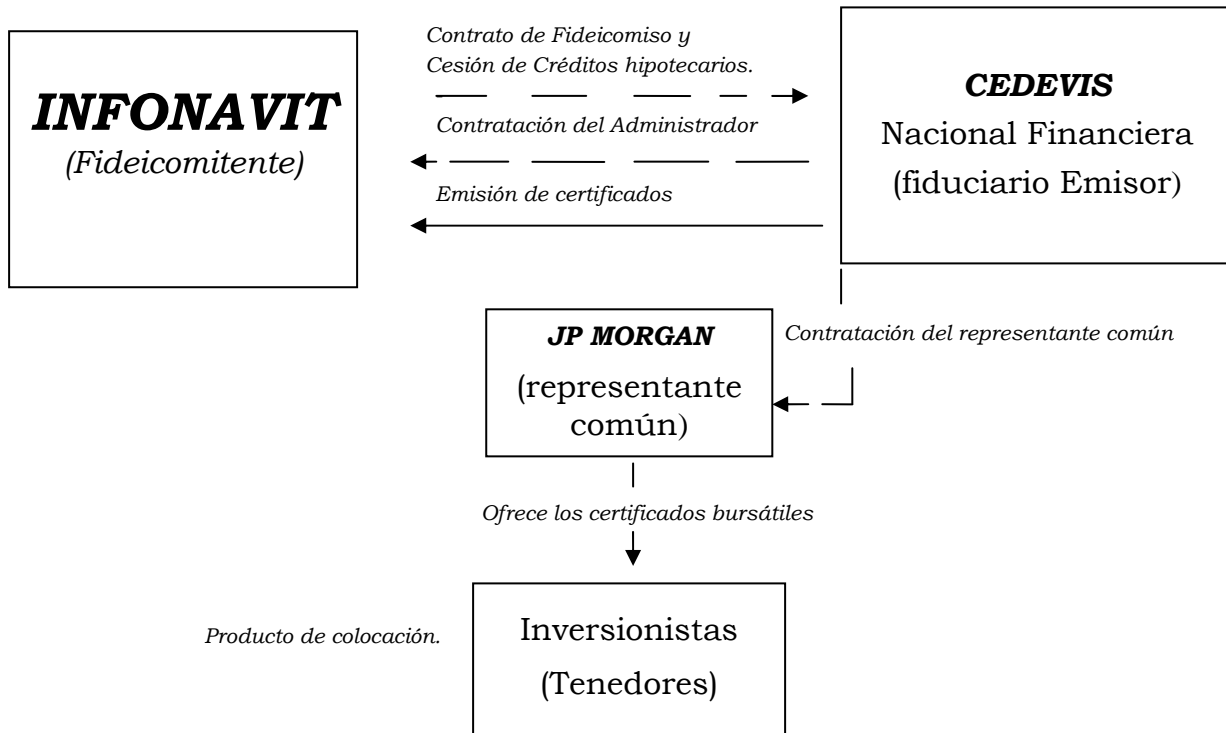 INFONAVIT
(Fideicomitente)
Contrato de Fideicomiso y
Cesión de Créditos hipotecarios.
Contratación del Administrador
Emisión de certificados
CEDEVIS
Nacional Financiera
(fiduciario Emisor)
JP MORGAN
(representante
común)
Contratación del representante común
Ofrece los certificados bursátiles
Producto de colocación.
Inversionistas
(Tenedores)